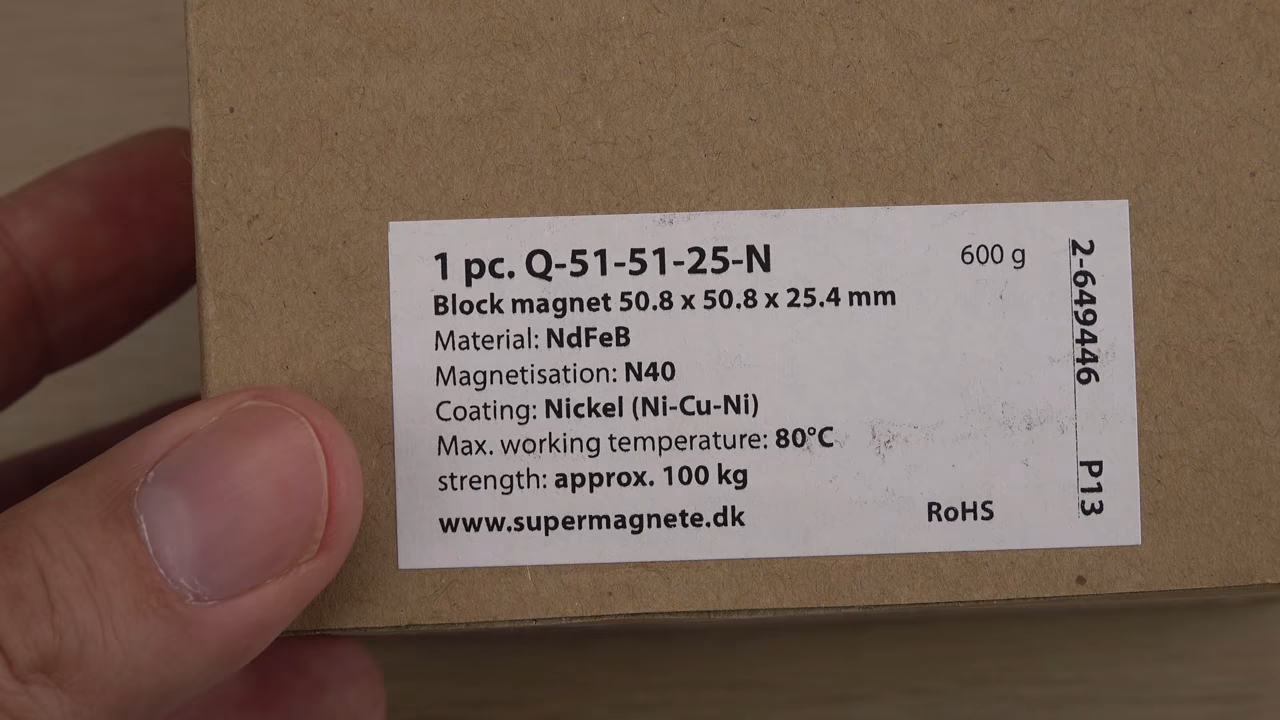 1 pc. Q-51-51-25-N
600 g
Block magnet 50.8 x 50.8 x 25.4 mm
Material: NdFeB
Magnetisation: N40
Coating: Nickel (Ni-Cu-Ni)
Max. working temperature: 80°C
strength: approx. 100 kg
www.supermagnete.dk
RoHS
2-649446 P13